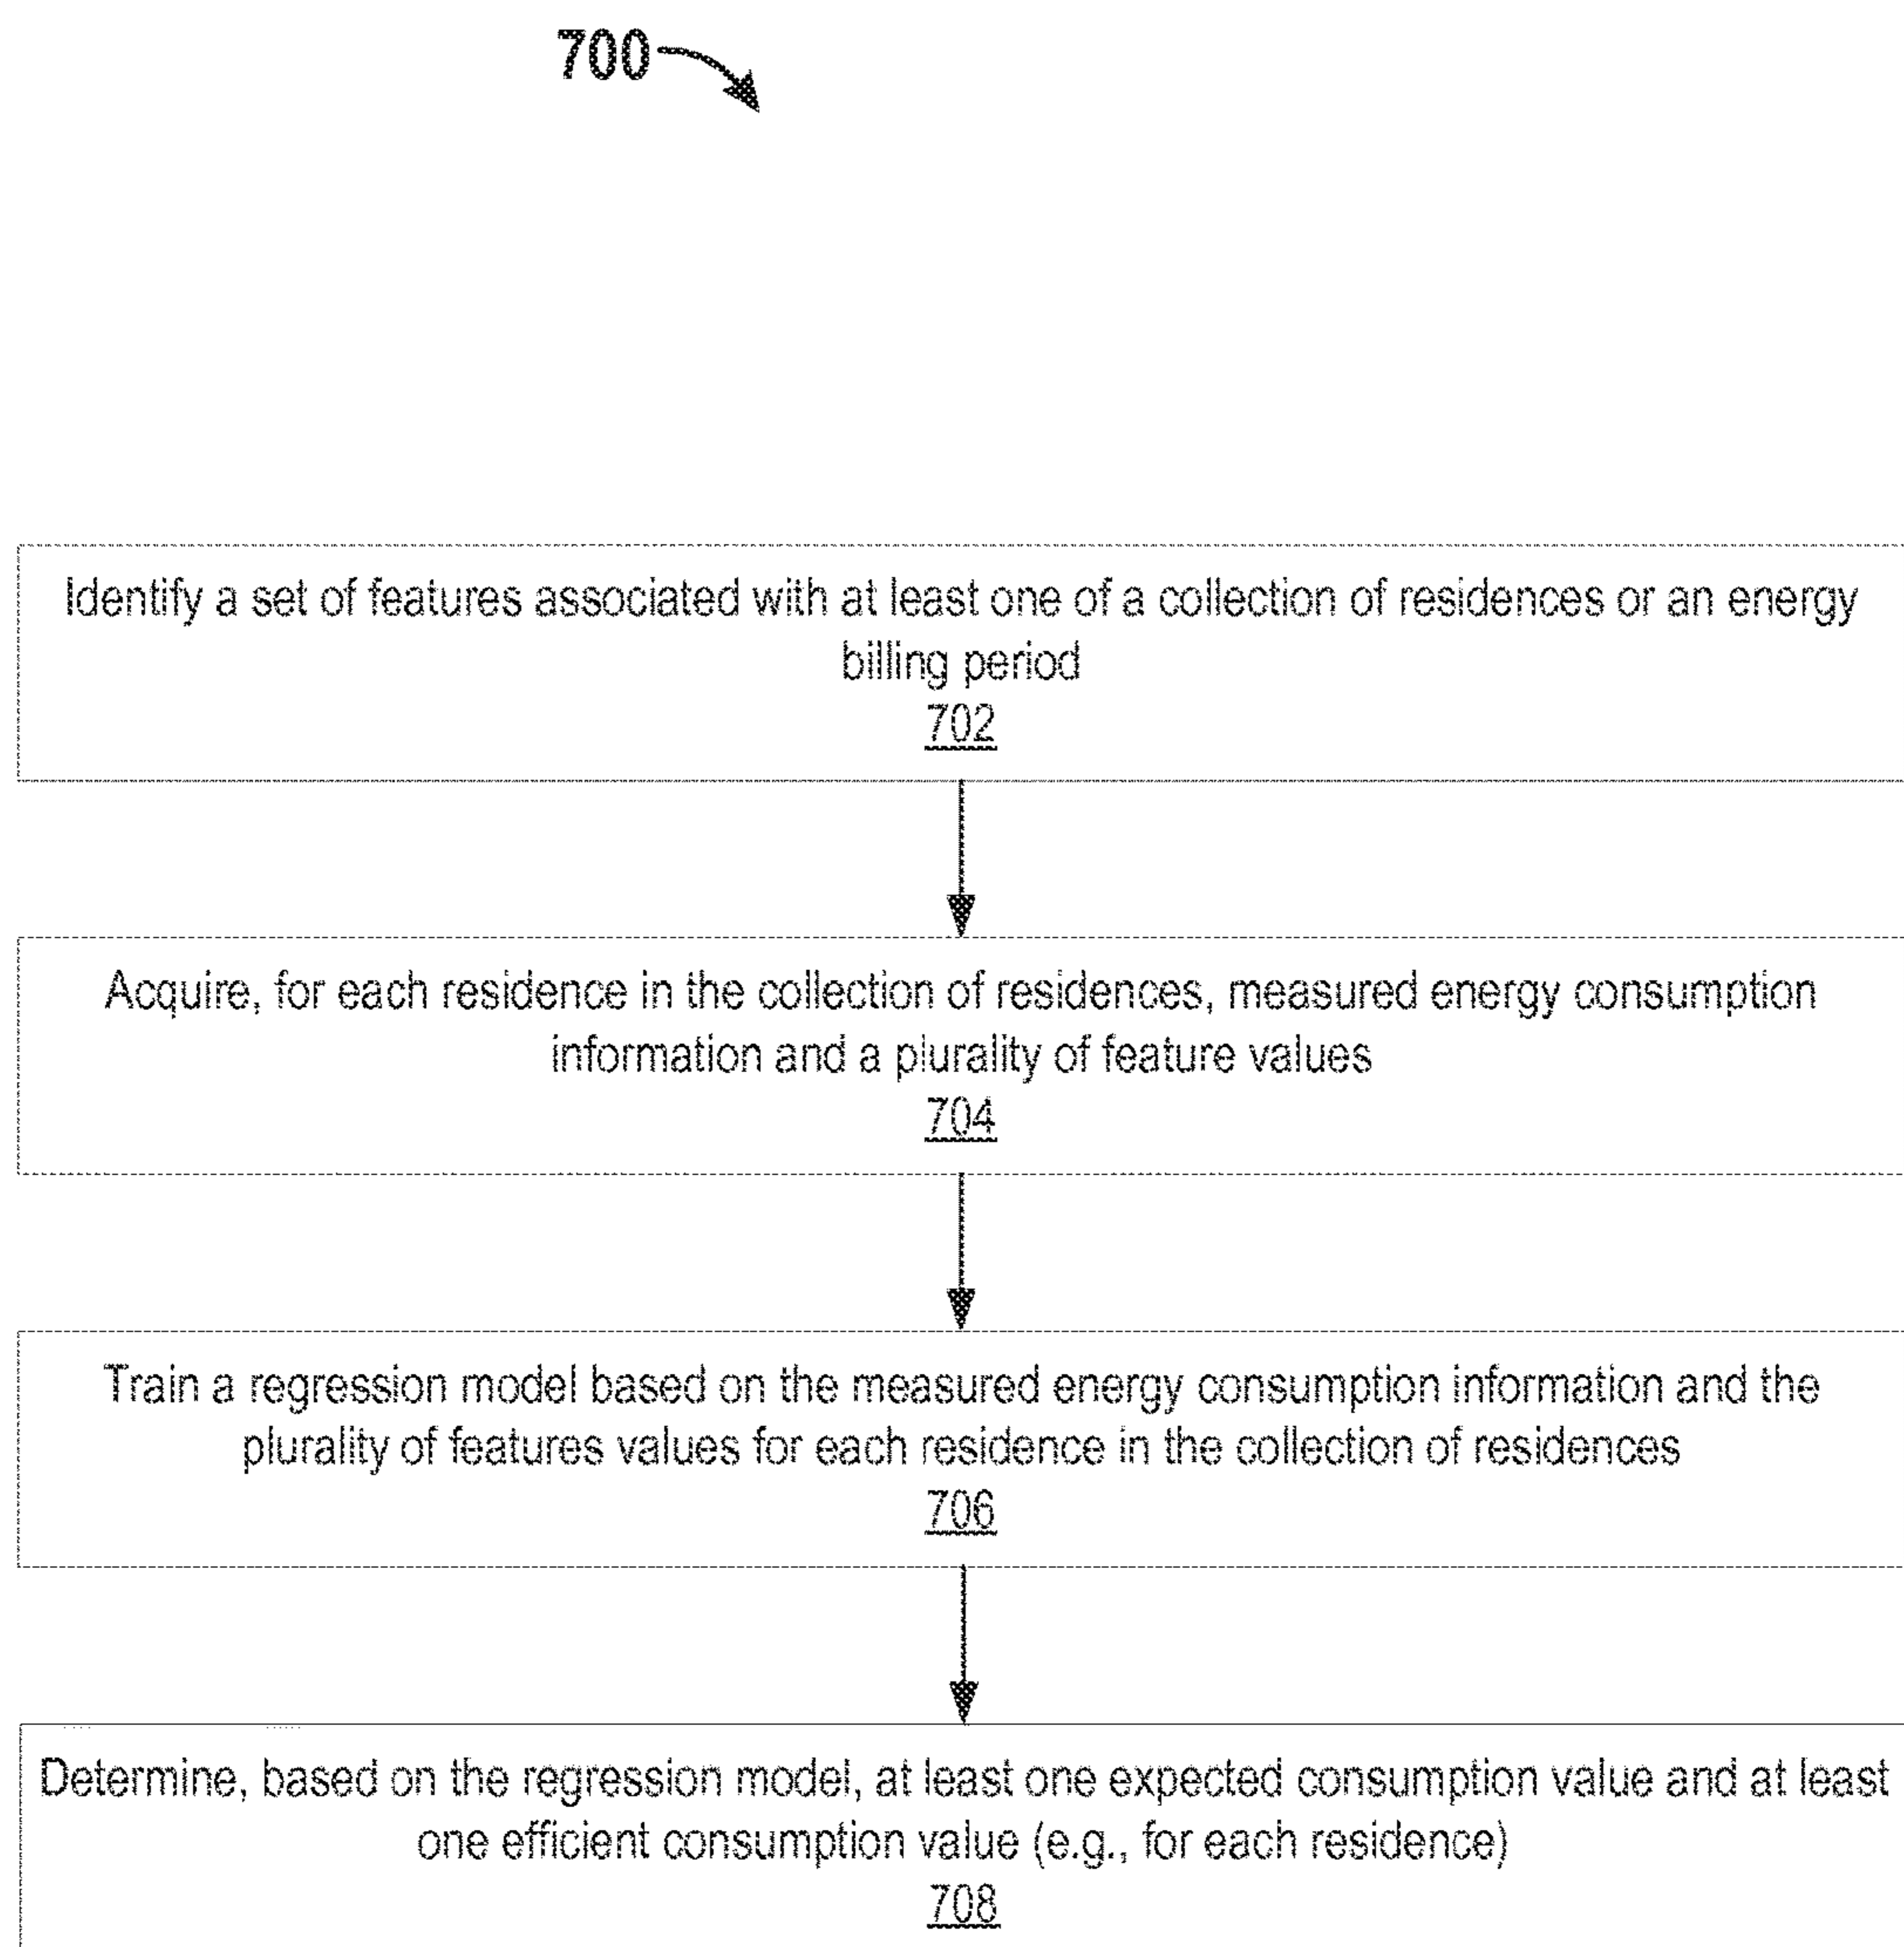 700
Identify a set of features associated with at least one of a collection of residences or an energy
billing period
702
Acquire, for each residence in the collection of residences, measured energy consumption
information and a plurality of feature values
704
Train a regression model based on the measured energy consumption information and the
plurality of features values for each residence in the collection of residences
706
Determine, based on the regression model, at least one expected consumption value and at least
one efficient consumption value (e.g., for each residence)
708